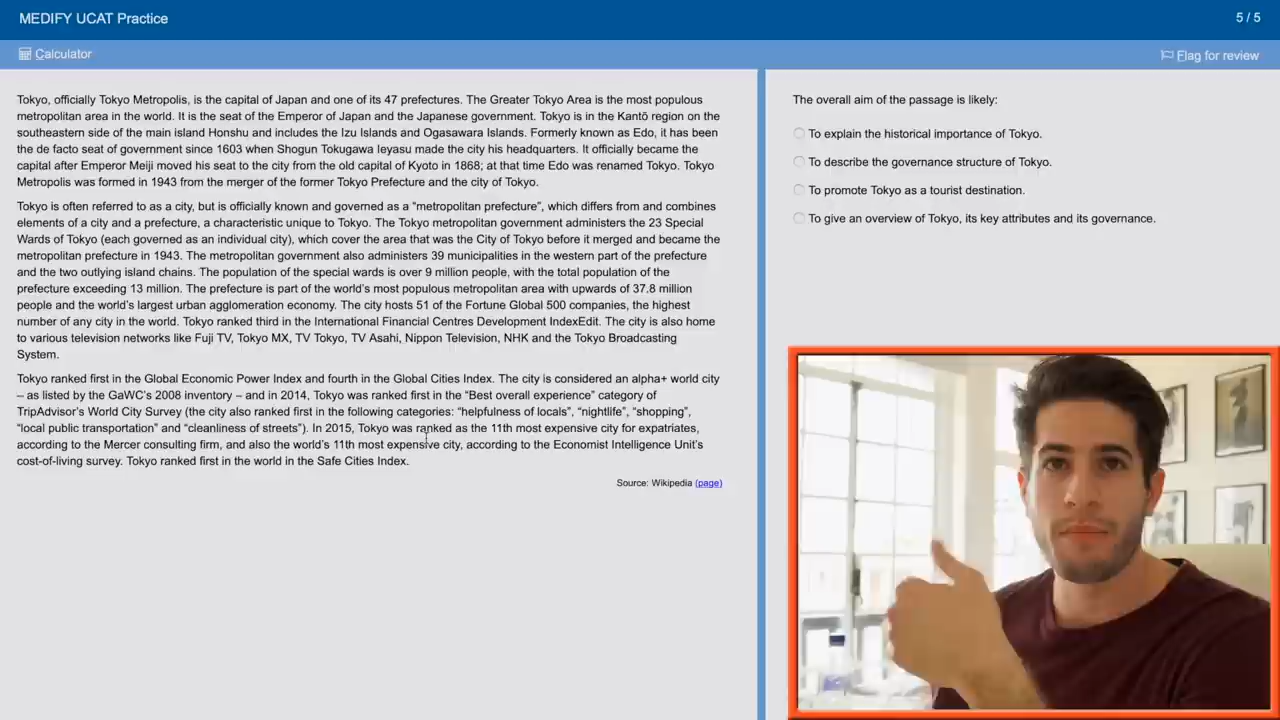 MEDIFY UCAT Practice
5 / 5
Calculator
Flag for review
Tokyo, officially Tokyo Metropolis, is the capital of Japan and one of its 47 prefectures. The Greater Tokyo Area is the most populous
metropolitan area in the world. It is the seat of the Emperor of Japan and the Japanese government. Tokyo is in the Kantō region on the
southeastern side of the main island Honshu and includes the Izu Islands and Ogasawara Islands. Formerly known as Edo, it has been
the de facto seat of government since 1603 when Shogun Tokugawa Ieyasu made the city his headquarters. It officially became the
capital after Emperor Meiji moved his seat to the city from the old capital of Kyoto in 1868; at that time Edo was renamed Tokyo. Tokyo
Metropolis was formed in 1943 from the merger of the former Tokyo Prefecture and the city of Tokyo.
Tokyo is often referred to as a city, but is officially known and governed as a "metropolitan prefecture", which differs from and combines
elements of a city and a prefecture, a characteristic unique to Tokyo. The Tokyo metropolitan government administers the 23 Special
Wards of Tokyo (each governed as an individual city), which cover the area that was the City of Tokyo before it merged and became the
metropolitan prefecture in 1943. The metropolitan government also administers 39 municipalities in the western part of the prefecture
and the two outlying island chains. The population of the special wards is over 9 million people, with the total population of the
prefecture exceeding 13 million. The prefecture is part of the world's most populous metropolitan area with upwards of 37.8 million
people and the world's largest urban agglomeration economy. The city hosts 51 of the Fortune Global 500 companies, the highest
number of any city in the world. Tokyo ranked third in the International Financial Centres Development IndexEdit. The city is also home
to various television networks like Fuji TV, Tokyo MX, TV Tokyo, TV Asahi, Nippon Television, NHK and the Tokyo Broadcasting
System.
Tokyo ranked first in the Global Economic Power Index and fourth in the Global Cities Index. The city is considered an alpha+ world city
– as listed by the GaWC's 2008 inventory – and in 2014, Tokyo was ranked first in the “Best overall experience” category of
TripAdvisor's World City Survey (the city also ranked first in the following categories: “helpfulness of locals”, “nightlife”, “shopping”,
“local public transportation” and “cleanliness of streets”). In 2015, Tokyo was ranked as the 11th most expensive city for expatriates,
according to the Mercer consulting firm, and also the world's 11th most expensive city, according to the Economist Intelligence Unit's
cost-of-living survey. Tokyo ranked first in the world in the Safe Cities Index.
Source: Wikipedia (page)
The overall aim of the passage is likely:
To explain the historical importance of Tokyo.
To describe the governance structure of Tokyo.
To promote Tokyo as a tourist destination.
To give an overview of Tokyo, its key attributes and its governance.